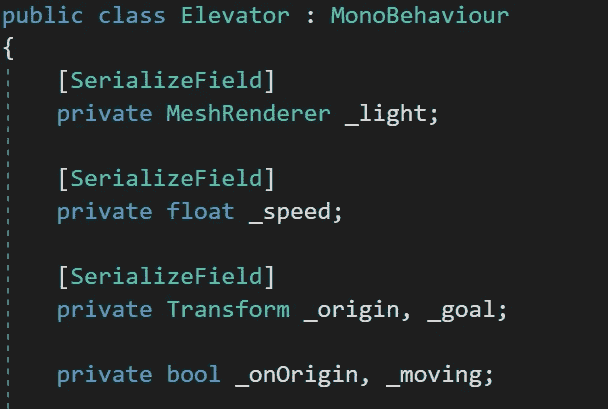 public class Elevator : MonoBehaviour
{
[SerializeField]
private MeshRenderer _light;
[SerializeField]
private float _speed;
[SerializeField]
private Transform _origin, _goal;
private bool _onOrigin, _moving;